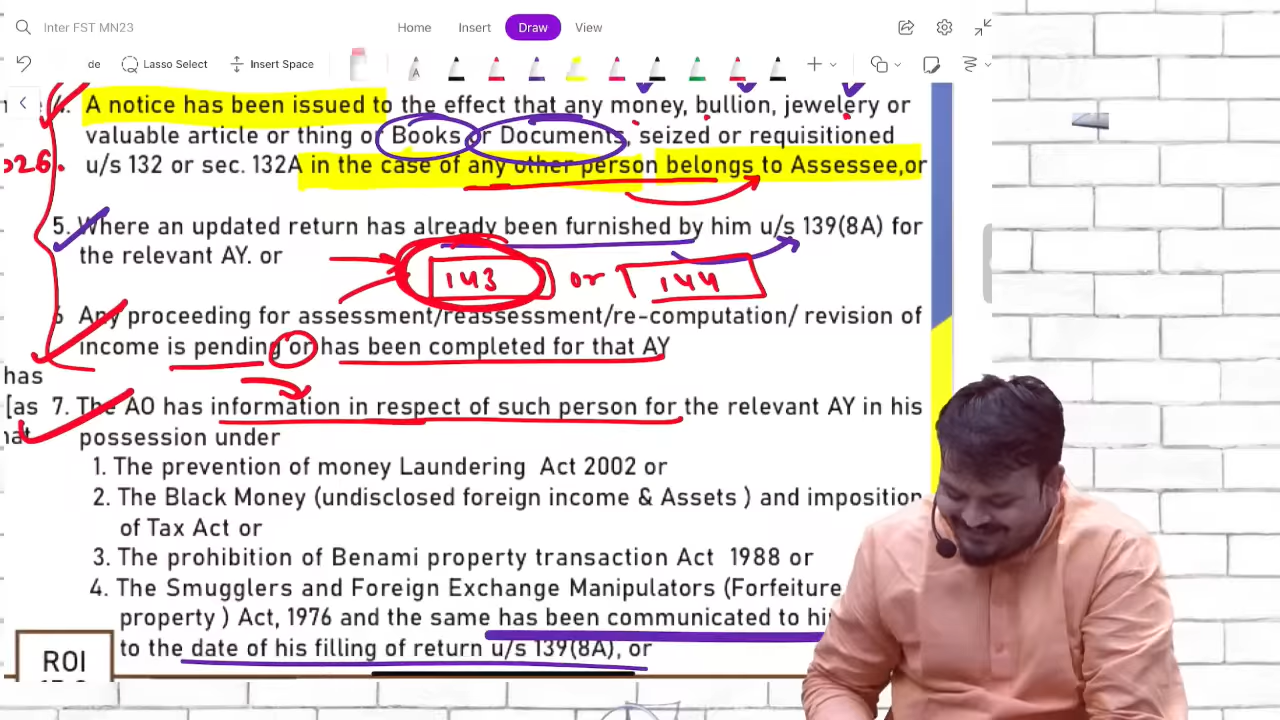 Inter FST MN23
Home Insert Draw View
de Lasso Select Insert Space
4. A notice has been issued to the effect that any money, bullion, jewelery or
valuable article or thing or Books or Documents, seized or requisitioned
026. u/s 132 or sec. 132A in the case of any other person belongs to Assessee,or
5. Where an updated return has already been furnished by him u/s 139(8A) for
the relevant AY. or
143 or 144
6 Any proceeding for assessment/reassessment/re-computation/ revision of
income is pending or has been completed for that AY
has
[as 7. The AO has information in respect of such person for the relevant AY in his
hat possession under
1. The prevention of money Laundering Act 2002 or
2. The Black Money (undisclosed foreign income & Assets ) and imposition
of Tax Act or
3. The prohibition of Benami property transaction Act 1988 or
4. The Smugglers and Foreign Exchange Manipulators (Forfeiture
property ) Act, 1976 and the same has been communicated to
to the date of his filling of return u/s 139(8A), or
ROI